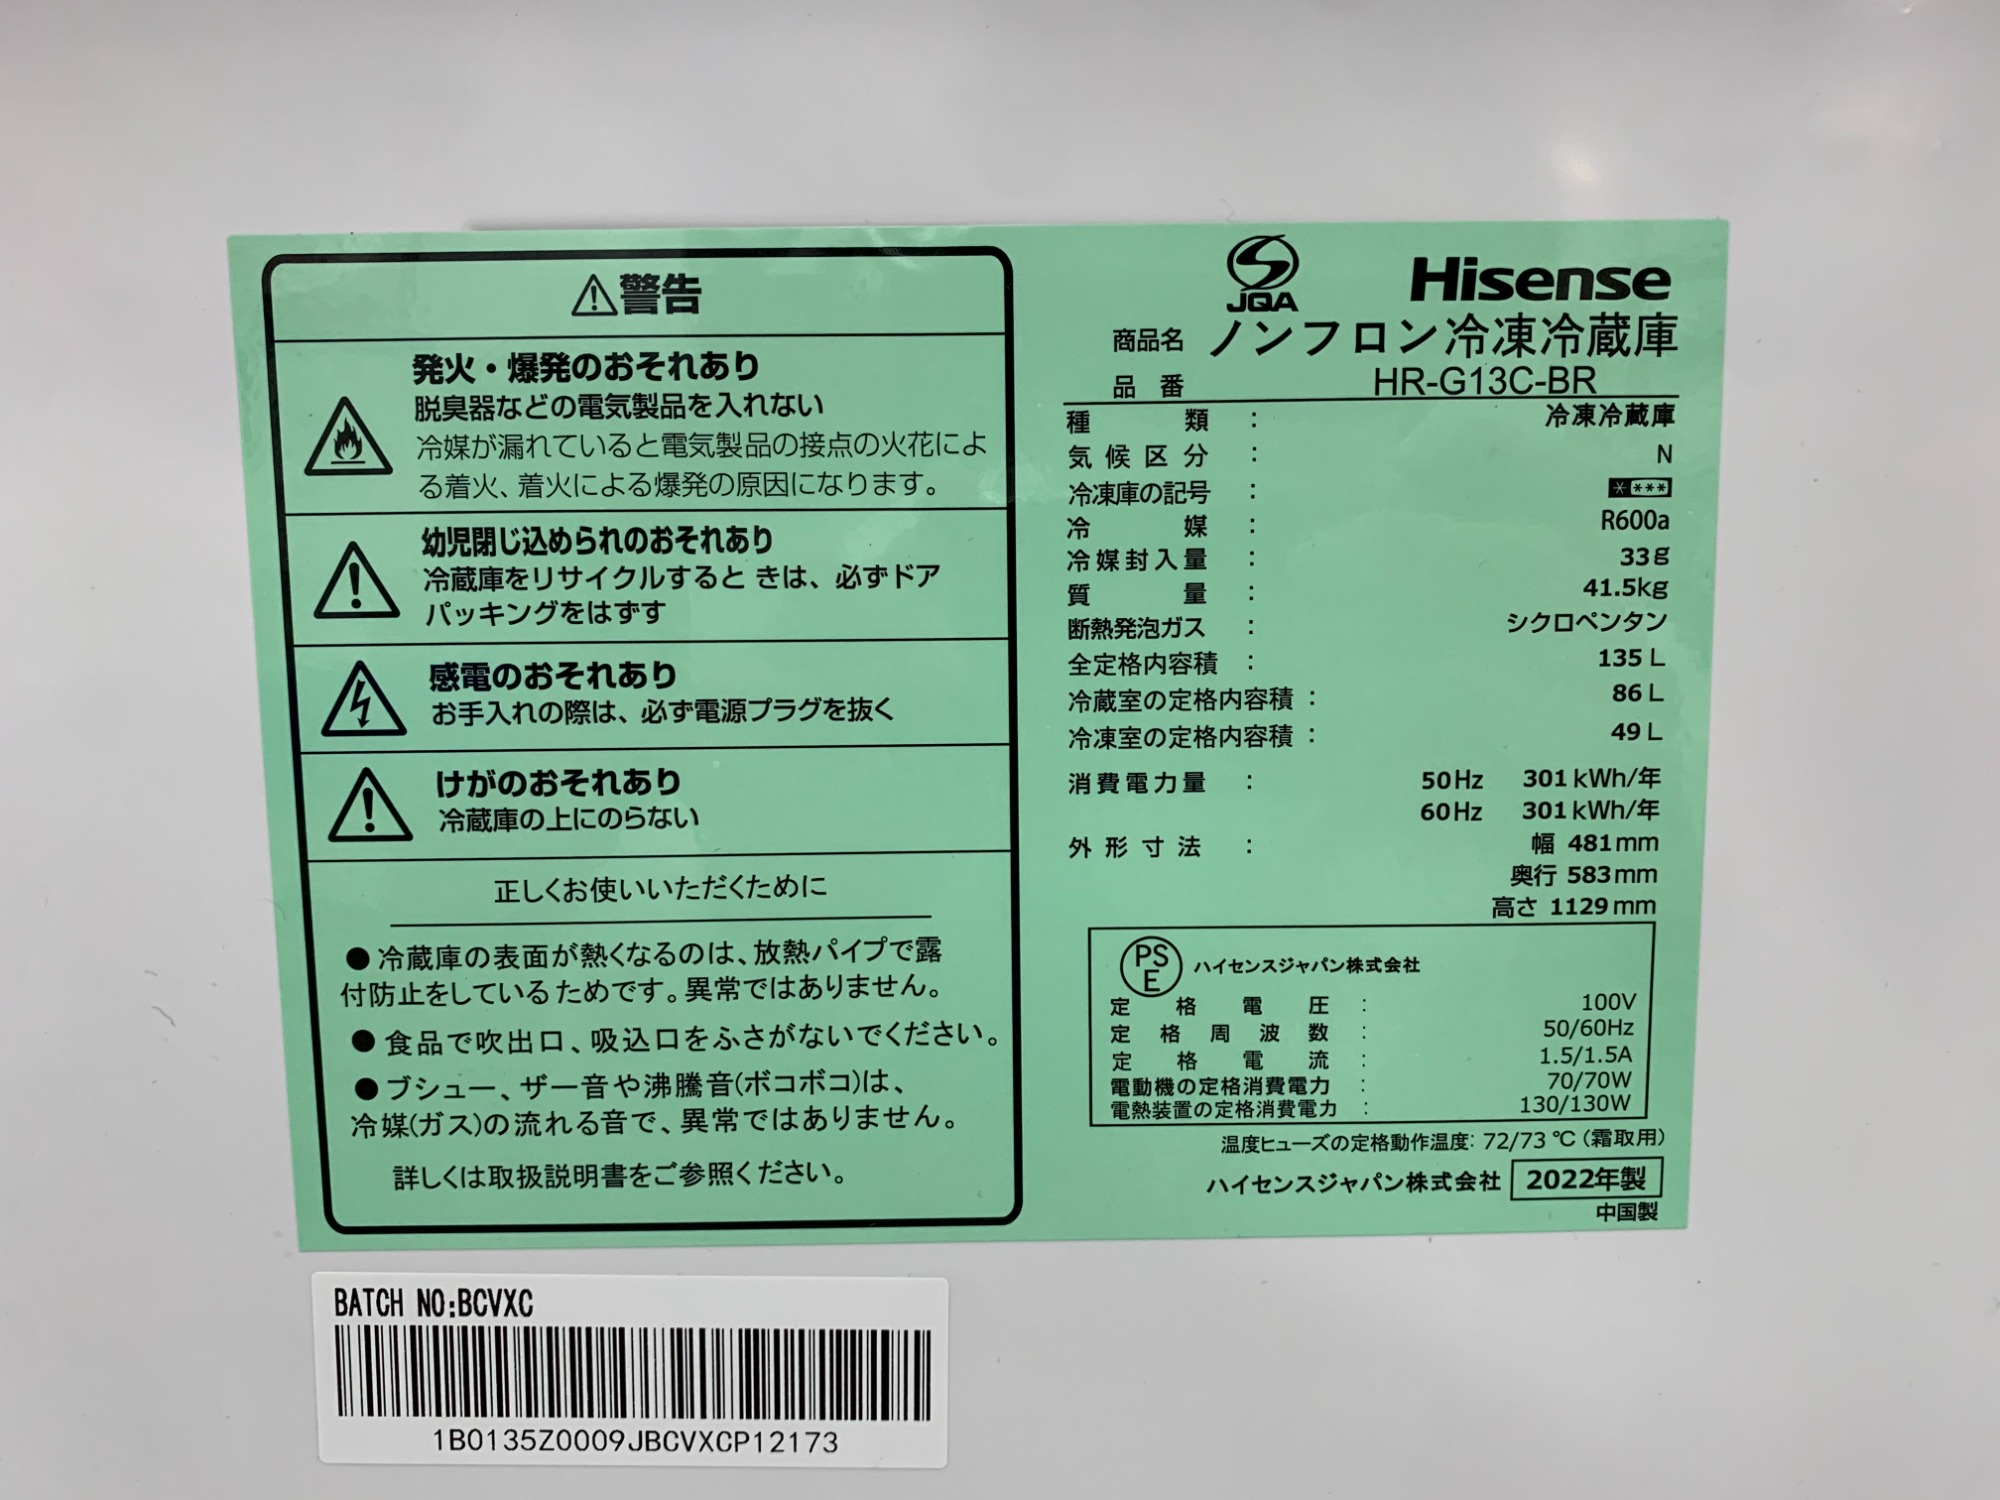 警告
発火・爆発のおそれあり
脱臭器などの電気製品を入れない
冷媒が漏れていると電気製品の接点の火花によ
る着火、着火による爆発の原因になります。
幼児閉じ込められのおそれあり
冷蔵庫をリサイクルすると きは、必ずドア
パッキングをはずす
感電のおそれあり
お手入れの際は、必ず電源プラグを抜く
けがのおそれあり
冷蔵庫の上にのらない
正しくお使いいただくために
●冷蔵庫の表面が熱くなるのは、放熱パイプで露
付防止をしているためです。異常ではありません。
●食品で吹出口、吸込口をふさがないでください。
●ブシュー、ザー音や沸騰音(ボコボコ)は、
冷媒(ガス)の流れる音で、異常ではありません。
詳しくは取扱説明書をご参照ください。
JQA
Hisense
商品名 ノンフロン冷凍冷蔵庫
品番 HR-G13C-BR
種類 : 冷凍冷蔵庫
気候区分 : N
冷凍庫の記号 : ****
冷媒 : R600a
冷媒封入量 : 33g
質量 : 41.5kg
断熱発泡ガス : シクロペンタン
全定格内容積 : 135 L
冷蔵室の定格内容積 : 86 L
冷凍室の定格内容積 : 49 L
消費電力量 : 50Hz 301kWh/年
60Hz 301kWh/年
外形寸法 : 幅 481mm
奥行 583mm
高さ 1129mm
PS
E
ハイセンスジャパン株式会社
定格電圧 : 100V
定格周波数 : 50/60Hz
定格電流 : 1.5/1.5A
電動機の定格消費電力 : 70/70W
電熱装置の定格消費電力 : 130/130W
温度ヒューズの定格動作温度: 72/73℃(霜取用)
ハイセンスジャパン株式会社 2022年製
中国製
BATCH NO:BCVXC
1B0135Z0009JBCVXCP12173